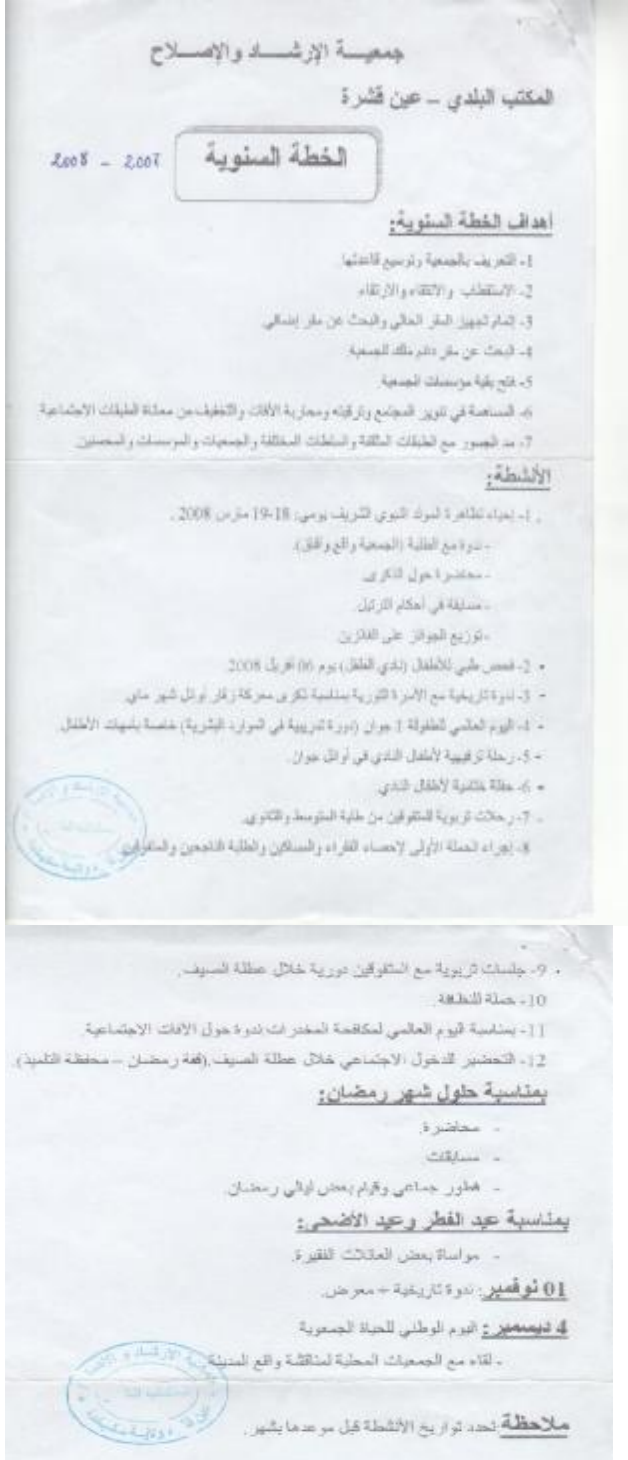 جمعيـــة الإرشـــاد والإصـــلاح
المكتب البلدي – عين قشرة
الخطة السنوية
2007 - 2008
أهداف الخطة السنوية:
1- التعريف بالجمعية وتوسيع قاعدتها.
2- الاستقطاب والانتقاء والارتقاء.
3- إتمام تجهيز المقر الحالي والبحث عن مقر إضافي.
4- البحث عن مقر دائم ملك للجمعية.
5- فتح بقية مؤسسات الجمعية.
6- المساهمة في تنوير المجتمع وترقيته ومحاربة الآفات والتخفيف من معاناة الطبقات الاجتماعية
7- مد الجسور مع الطبقات المثقفة والسلطات المختلفة والجمعيات والمؤسسات والمحسنين.
الأنشطة:
1- إحياء تظاهرة المولد النبوي الشريف يومي: 18-19 مارس 2008 .
- ندوة مع الطلبة (الجمعية واقع وآفاق).
- محاضرة حول الذكرى.
- مسابقة في أحكام الترتيل.
- توزيع الجوائز على الفائزين.
2- فحص طبي للأطفال (نادي الطفل) يوم 06 أفريل 2008.
3- ندوة تاريخية مع الأسرة الثورية بمناسبة ذكرى معركة زقار أوائل شهر ماي.
4- اليوم العالمي للطفولة 1 جوان (دورة تدريبية في الموارد البشرية) خاصة بأمهات الأطفال.
5- رحلة ترفيهية لأطفال النادي في أوائل جوان.
6- حفلة ختامية لأطفال النادي.
7- رحلات تربوية للمتفوقين من طلبة المتوسط والثانوي.
8- إجراء الحملة الأولى لإحصاء الفقراء والمساكين والطلبة الناجحين والمتفوقين
9- جلسات تربوية مع المتفوقين دورية خلال عطلة الصيف.
10- حملة للنظافة.
11- بمناسبة اليوم العالمي لمكافحة المخدرات ندوة حول الآفات الاجتماعية.
12- التحضير للدخول الاجتماعي خلال عطلة الصيف.(قفة رمضان – محفظة التلميذ).
بمناسبة حلول شهر رمضان:
- محاضرة.
- مسابقات
- فطور جماعي وقيام بعض ليالي رمضان.
بمناسبة عيد الفطر وعيد الأضحى:
- مواساة بعض العائلات الفقيرة.
01 نوفمبر: ندوة تاريخية + معرض.
4 ديسمبر: اليوم الوطني للحياة الجمعوية
- لقاء مع الجمعيات المحلية لمناقشة واقع المدينة
ملاحظة تحدد تواريخ الأنشطة قبل موعدها بشهر.